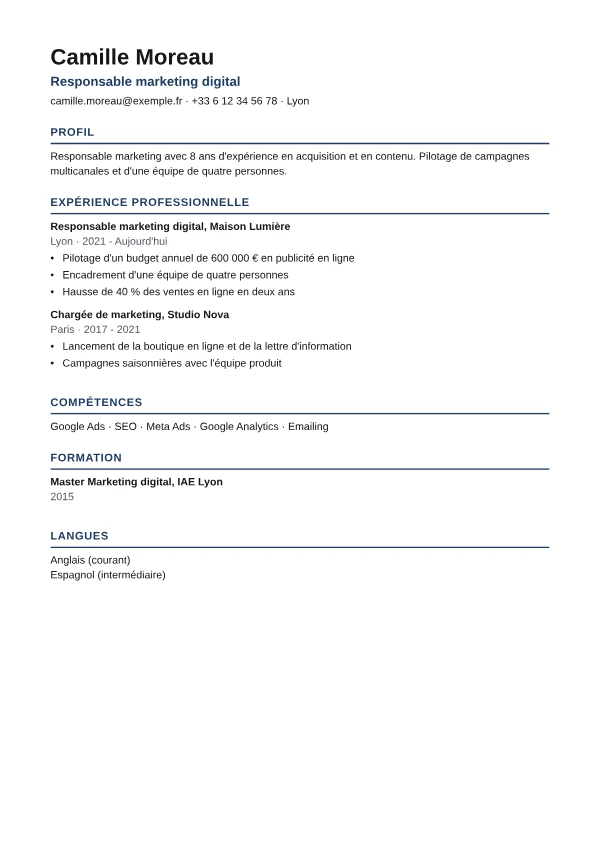 Camille Moreau
Responsable marketing digital
camille.moreau@exemple.fr · +33 6 12 34 56 78 · Lyon
PROFIL
Responsable marketing avec 8 ans d'expérience en acquisition et en contenu. Pilotage de campagnes
multicanales et d'une équipe de quatre personnes.
EXPÉRIENCE PROFESSIONNELLE
Responsable marketing digital, Maison Lumière
Lyon · 2021 - Aujourd'hui
• Pilotage d'un budget annuel de 600 000 € en publicité en ligne
• Encadrement d'une équipe de quatre personnes
• Hausse de 40 % des ventes en ligne en deux ans
Chargée de marketing, Studio Nova
Paris · 2017 - 2021
• Lancement de la boutique en ligne et de la lettre d'information
• Campagnes saisonnières avec l'équipe produit
COMPÉTENCES
Google Ads · SEO · Meta Ads · Google Analytics · Emailing
FORMATION
Master Marketing digital, IAE Lyon
2015
LANGUES
Anglais (courant)
Espagnol (intermédiaire)